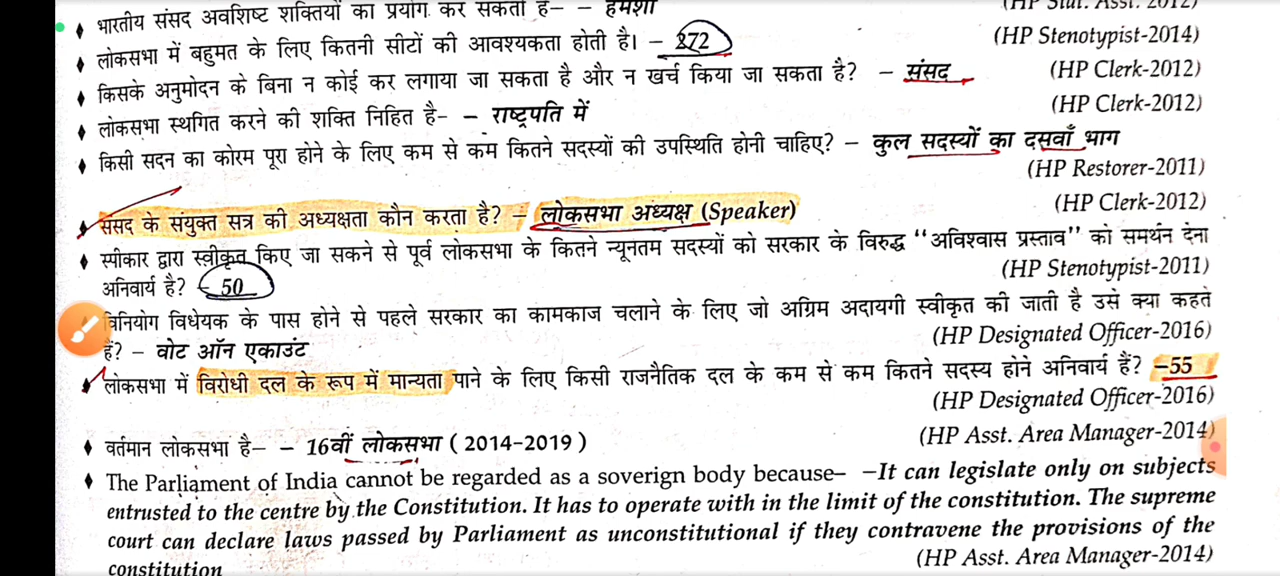 भारतीय संसद अवशिष्ट शक्तियों का प्रयोग कर सकती है– – हमेशा
(HP Stat. Asst. 2012)
लोकसभा में बहुमत के लिए कितनी सीटों की आवश्यकता होती है। – 272
(HP Stenotypist-2014)
किसके अनुमोदन के बिना न कोई कर लगाया जा सकता है और न खर्च किया जा सकता है? – संसद
(HP Clerk-2012)
लोकसभा स्थगित करने की शक्ति निहित है- – राष्ट्रपति में
(HP Clerk-2012)
किसी सदन का कोरम पूरा होने के लिए कम से कम कितने सदस्यों की उपस्थिति होनी चाहिए? – कुल सदस्यों का दसवाँ भाग
(HP Restorer-2011)
संसद के संयुक्त सत्र की अध्यक्षता कौन करता है? – लोकसभा अध्यक्ष (Speaker)
(HP Clerk-2012)
स्पीकार द्वारा स्वीकृत किए जा सकने से पूर्व लोकसभा के कितने न्यूनतम सदस्यों को सरकार के विरुद्ध “अविश्वास प्रस्ताव” को समर्थन देना
अनिवार्य है? – 50
(HP Stenotypist-2011)
विनियोग विधेयक के पास होने से पहले सरकार का कामकाज चलाने के लिए जो अग्रिम अदायगी स्वीकृत की जाती है उसे क्या कहते
हैं? – वोट ऑन एकाउंट
(HP Designated Officer-2016)
लोकसभा में विरोधी दल के रूप में मान्यता पाने के लिए किसी राजनैतिक दल के कम से कम कितने सदस्य होने अनिवार्य हैं? –55
(HP Designated Officer-2016)
वर्तमान लोकसभा है– – 16वीं लोकसभा (2014-2019)
(HP Asst. Area Manager-2014)
The Parliament of India cannot be regarded as a soverign body because– –It can legislate only on subjects
entrusted to the centre by the Constitution. It has to operate with in the limit of the constitution. The supreme
court can declare laws passed by Parliament as unconstitutional if they contravene the provisions of the
constitution
(HP Asst. Area Manager-2014)